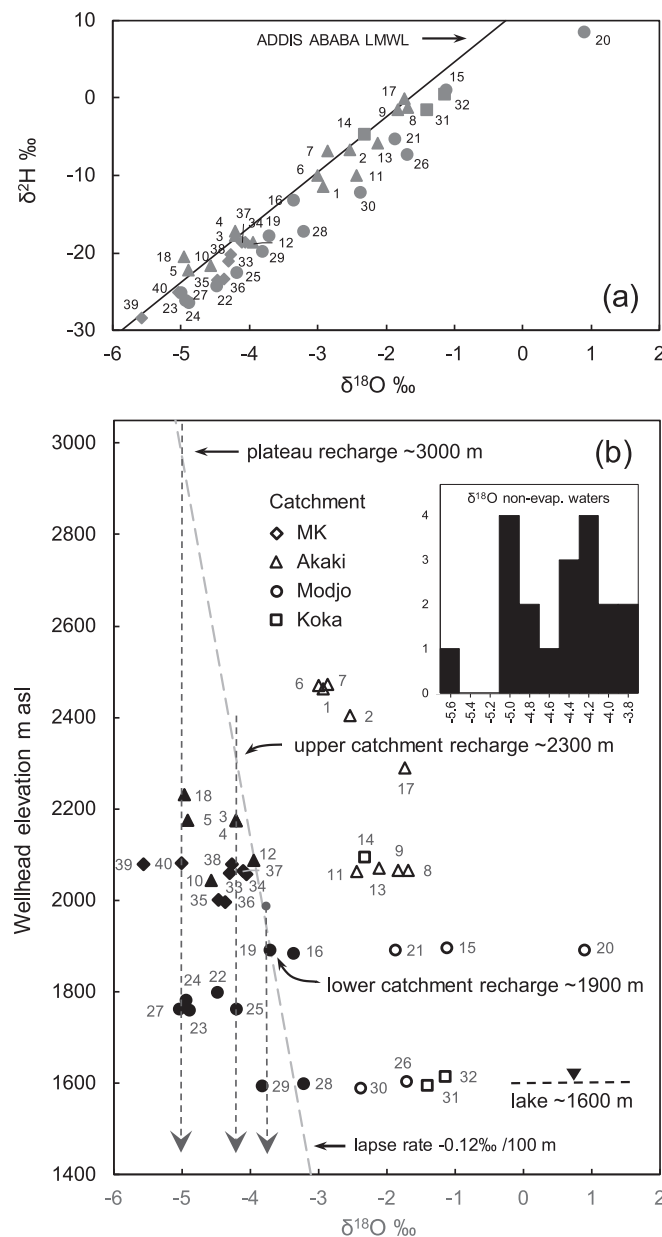 (a)
ADDIS ABABA LMWL
δ²H ‰
10
0
-10
-20
-30
20
15
17
32
9
8
31
14
21
7
2
13
26
6
11
1
30
16
37
4
34
19
28
3
12
38
29
18
10
33
5
25
35
36
40
27
22
39
23
24
-6 -5 -4 -3 -2 -1 0 1 2
δ¹⁸O ‰
(b)
Wellhead elevation m asl
3000
2800
2600
2400
2200
2000
1800
1600
1400
plateau recharge ~3000 m
Catchment
MK
Akaki
Modjo
Koka
δ¹⁸O non-evap. waters
4
3
2
1
0
-5.6 -5.4 -5.2 -5.0 -4.8 -4.6 -4.4 -4.2 -4.0 -3.8
6 7
1
2
upper catchment recharge ~2300 m
17
18
5 3
4
14
12 9
39 40 38 37 11 13 8
10 33 34
35 36
19 16 21 15 20
lower catchment recharge ~1900 m
24 22
27 25
23
26 32
29 28 30 31
lake ~1600 m
lapse rate -0.12‰ /100 m
-6 -5 -4 -3 -2 -1 0 1 2
δ¹⁸O ‰